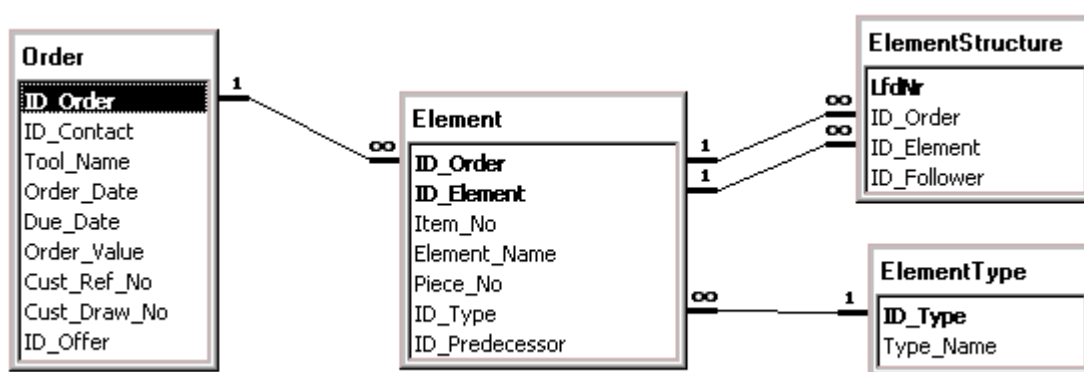 Order
ID_Order
ID_Contact
Tool_Name
Order_Date
Due_Date
Order_Value
Cust_Ref_No
Cust_Draw_No
ID_Offer
1
∞
Element
ID_Order
ID_Element
Item_No
Element_Name
Piece_No
ID_Type
ID_Predecessor
1
∞
1
∞
ElementStructure
LfdNr
ID_Order
ID_Element
ID_Follower
∞
1
ElementType
ID_Type
Type_Name